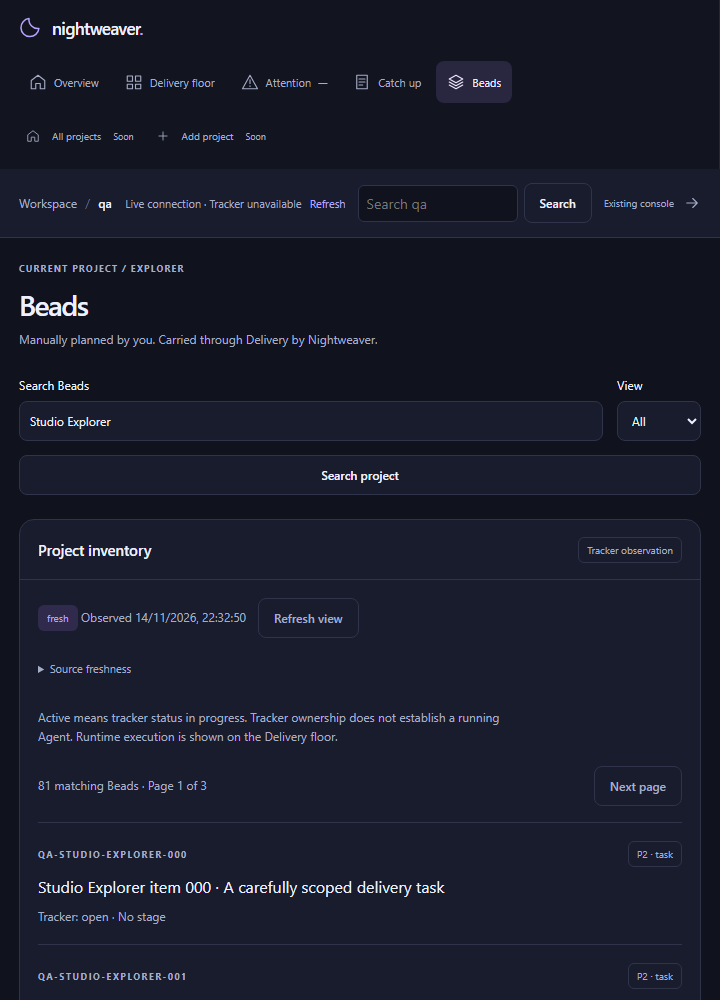 nightweaver.
Overview
Delivery floor
Attention —
Catch up
Beads
All projects Soon
Add project Soon
Workspace / qa
Live connection · Tracker unavailable Refresh
Search qa
Search
Existing console
CURRENT PROJECT / EXPLORER
Beads
Manually planned by you. Carried through Delivery by Nightweaver.
Search Beads
View
Studio Explorer
All
Search project
Project inventory
Tracker observation
fresh Observed 14/11/2026, 22:32:50
Refresh view
Source freshness
Active means tracker status in progress. Tracker ownership does not establish a running
Agent. Runtime execution is shown on the Delivery floor.
81 matching Beads · Page 1 of 3
Next page
QA-STUDIO-EXPLORER-000
P2 · task
Studio Explorer item 000 · A carefully scoped delivery task
Tracker: open · No stage
QA-STUDIO-EXPLORER-001
P2 · task